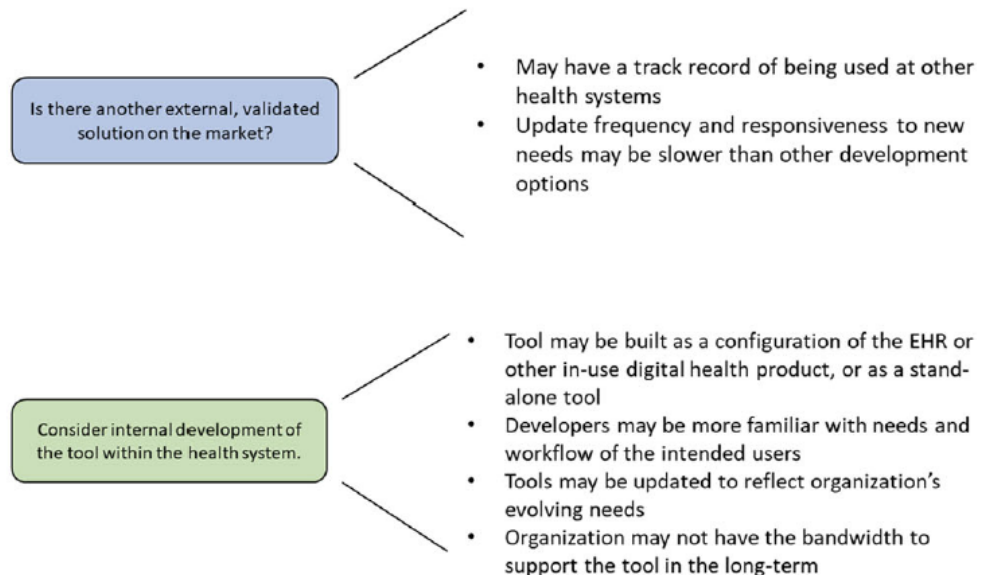 Is there another external, validated
solution on the market?
• May have a track record of being used at other
health systems
• Update frequency and responsiveness to new
needs may be slower than other development
options
Consider internal development of
the tool within the health system.
• Tool may be built as a configuration of the EHR or
other in-use digital health product, or as a stand-
alone tool
• Developers may be more familiar with needs and
workflow of the intended users
• Tools may be updated to reflect organization's
evolving needs
• Organization may not have the bandwidth to
support the tool in the long-term